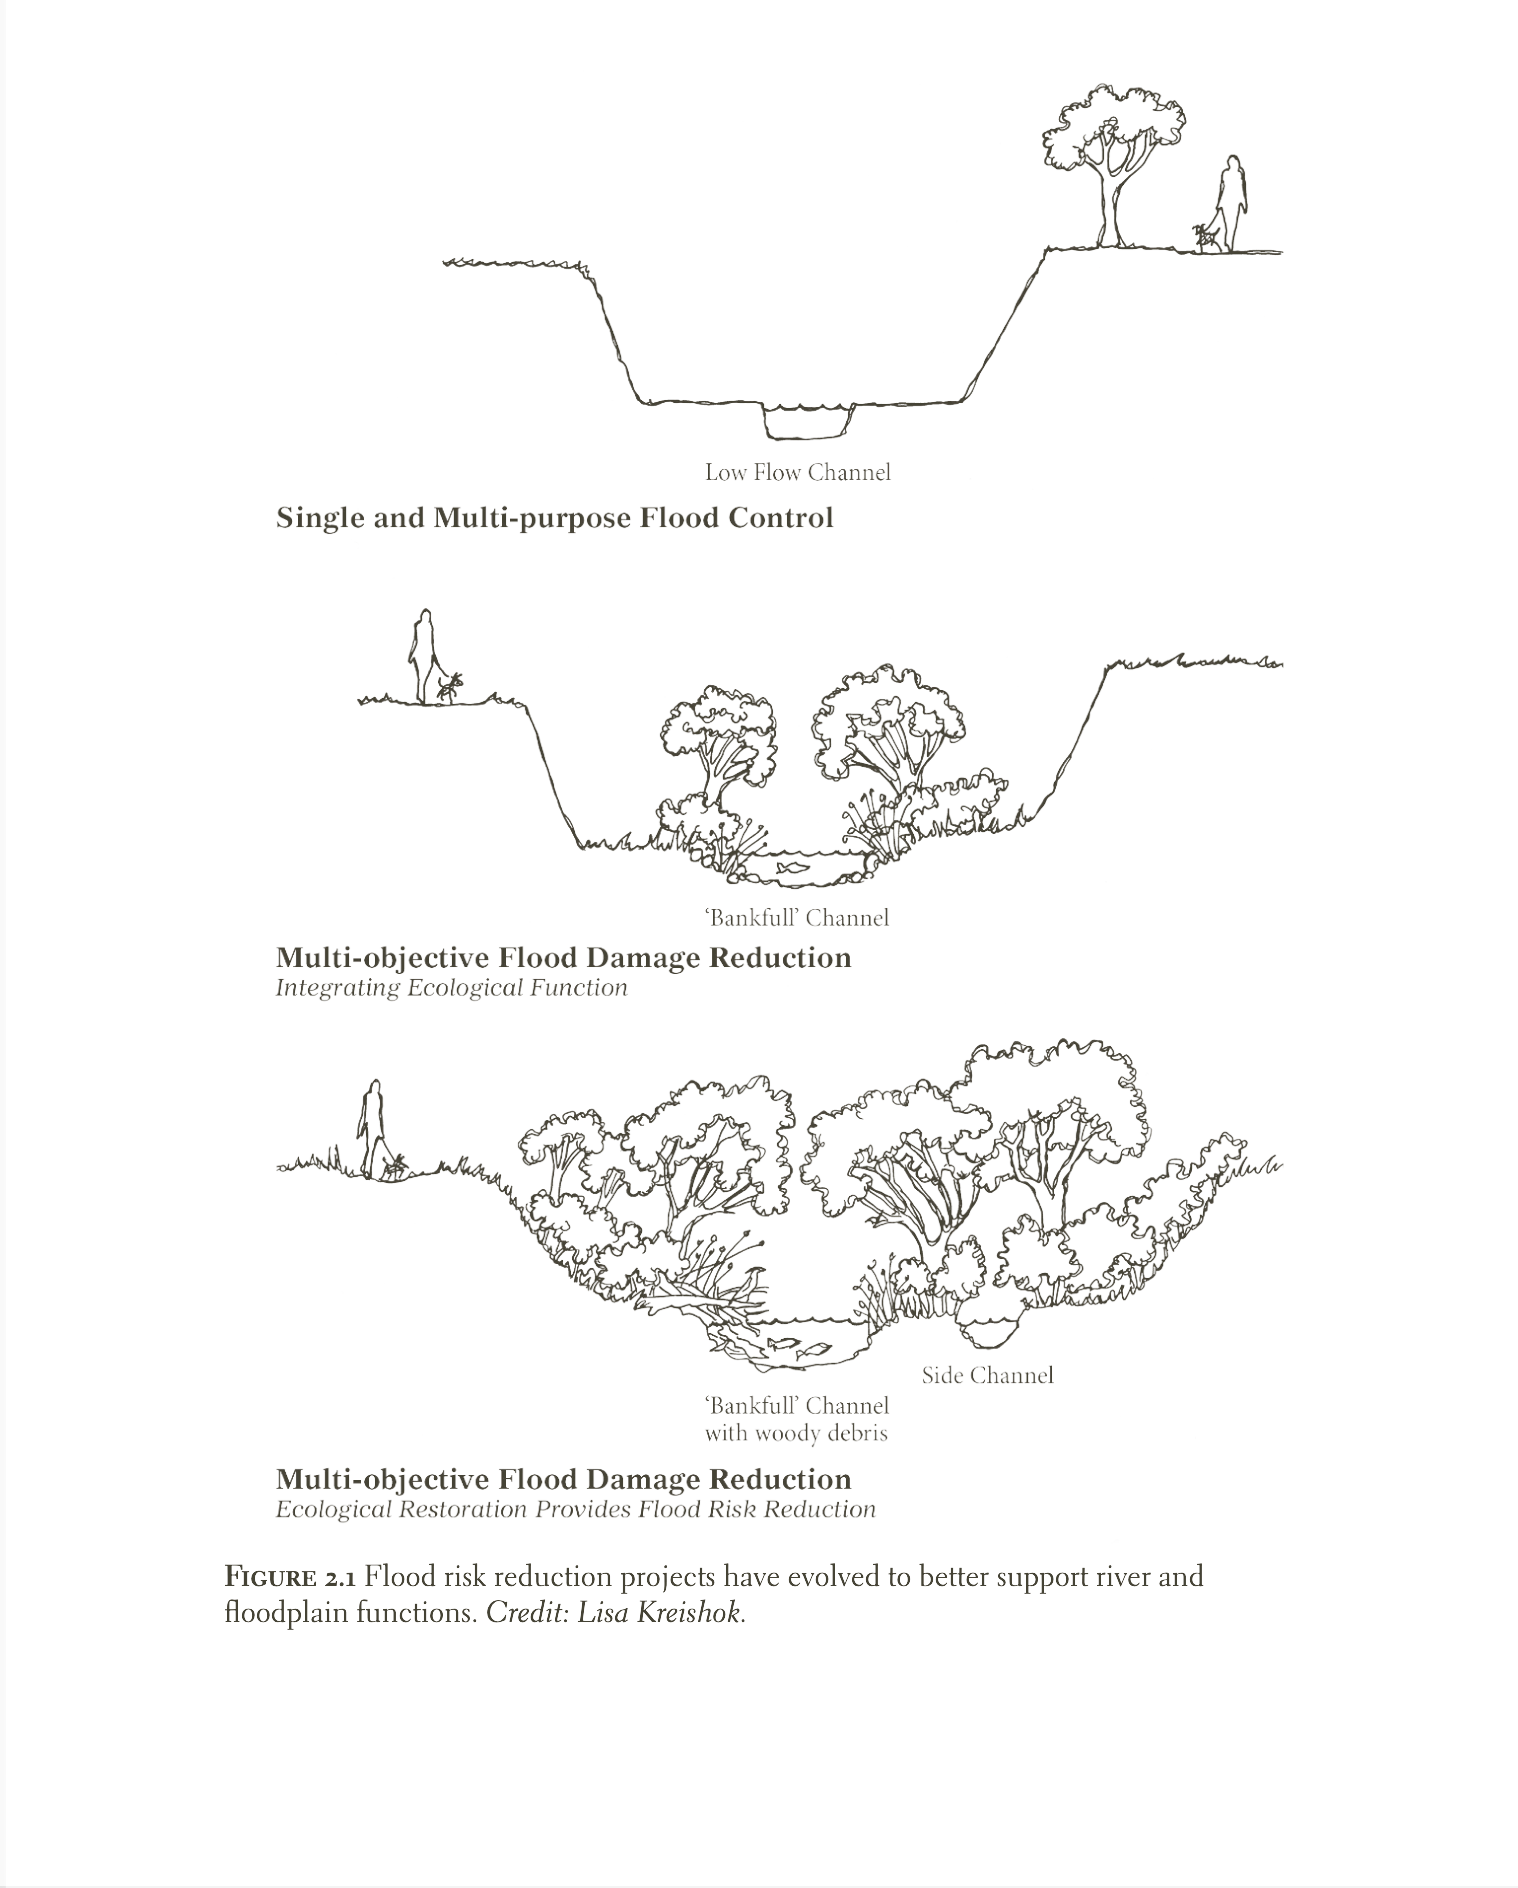 Low Flow Channel
Single and Multi-purpose Flood Control
‘Bankfull’ Channel
Multi-objective Flood Damage Reduction
Integrating Ecological Function
Side Channel
‘Bankfull’ Channel
with woody debris
Multi-objective Flood Damage Reduction
Ecological Restoration Provides Flood Risk Reduction
FIGURE 2.1 Flood risk reduction projects have evolved to better support river and
floodplain functions. Credit: Lisa Kreishok.